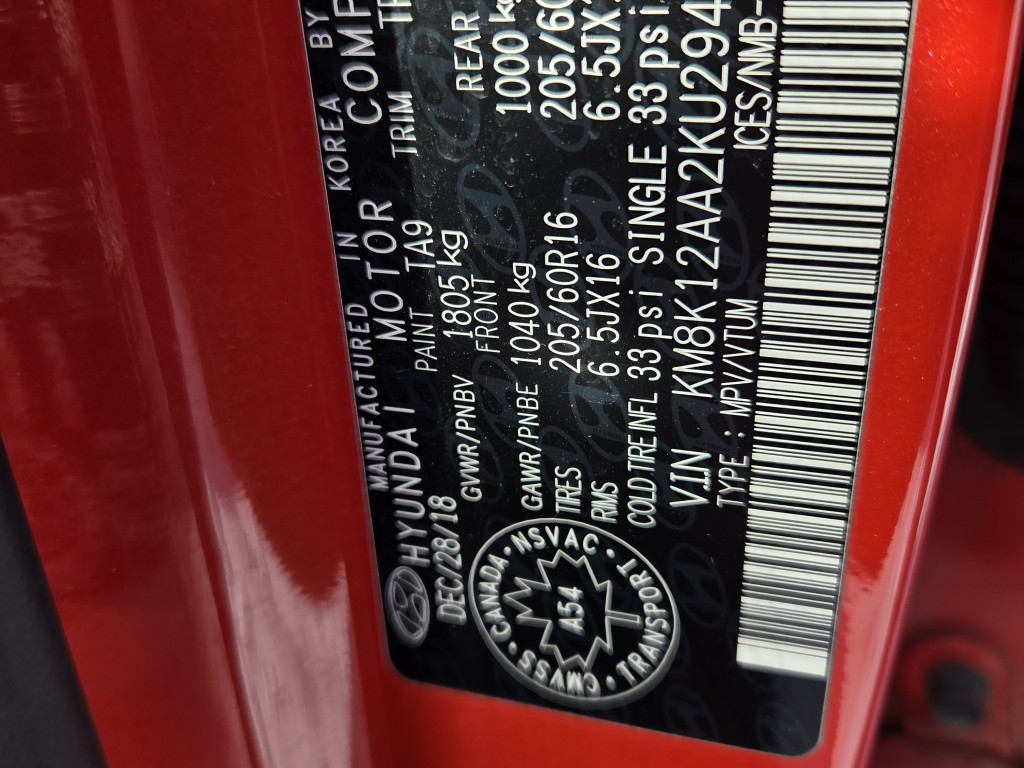 MANUFACTURED IN KOREA BY
HYUNDAI MOTOR COMP
DEC/28/18 PAINT TA9 TRIM TR
GWVR/PNBV 1805 kg
FRONT REAR
GAWR/PNBE 1040 kg 1000 kg
TIRES 205/60R16 205/60
RIMS 6.5JX16 6.5JX
COLD TIRE INFL 33 psi SINGLE 33 psi
VIN KM8K12AA2KU294
TYPE : MPV/VTUM ICES/NMB-
CANADA · NSVAC · TRANSPORT · CMVSS ·
A54